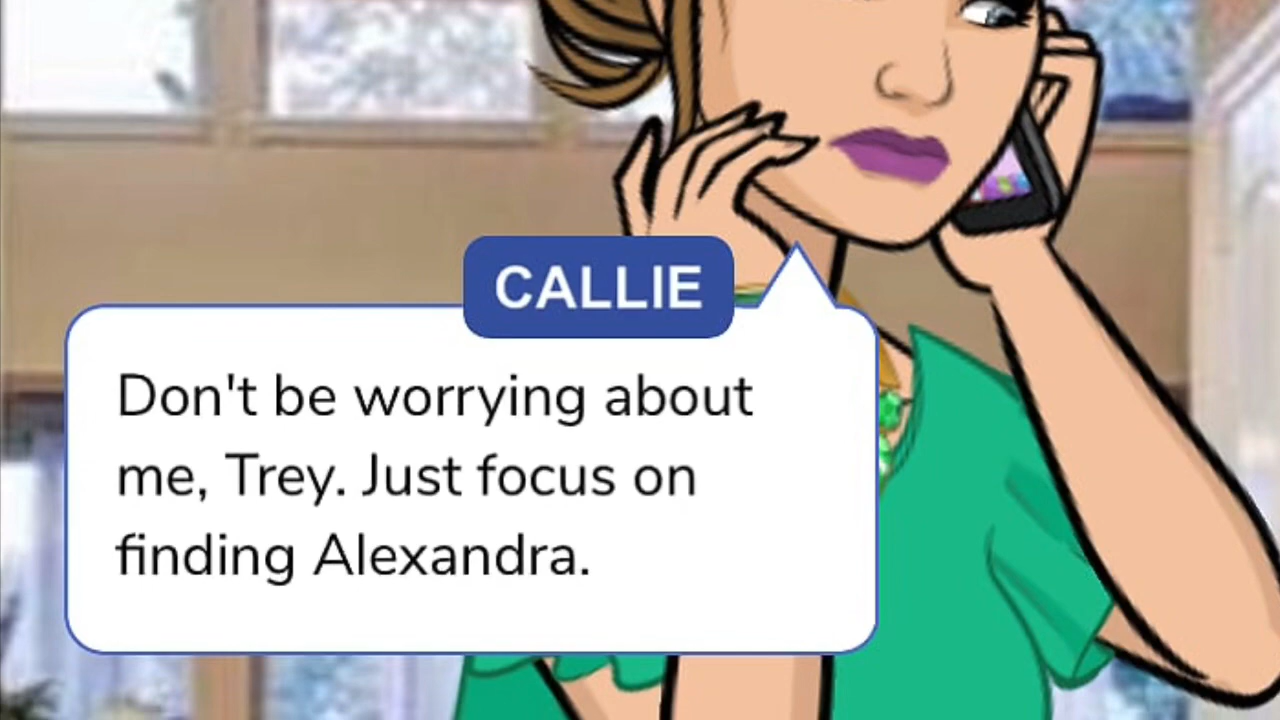 CALLIE
Don't be worrying about
me, Trey. Just focus on
finding Alexandra.